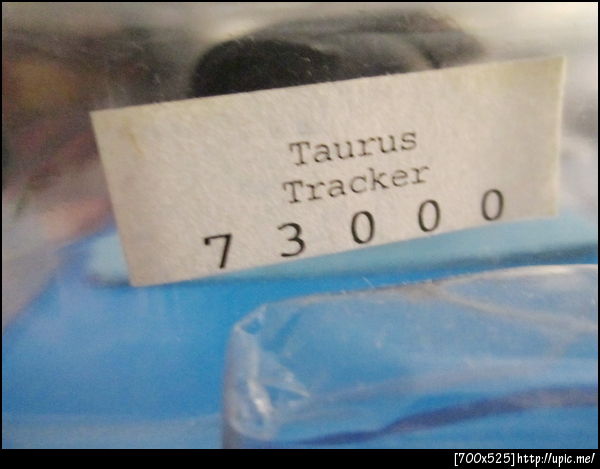 Taurus
Tracker
7 3 0 0 0
[700x525]http://upic.me/